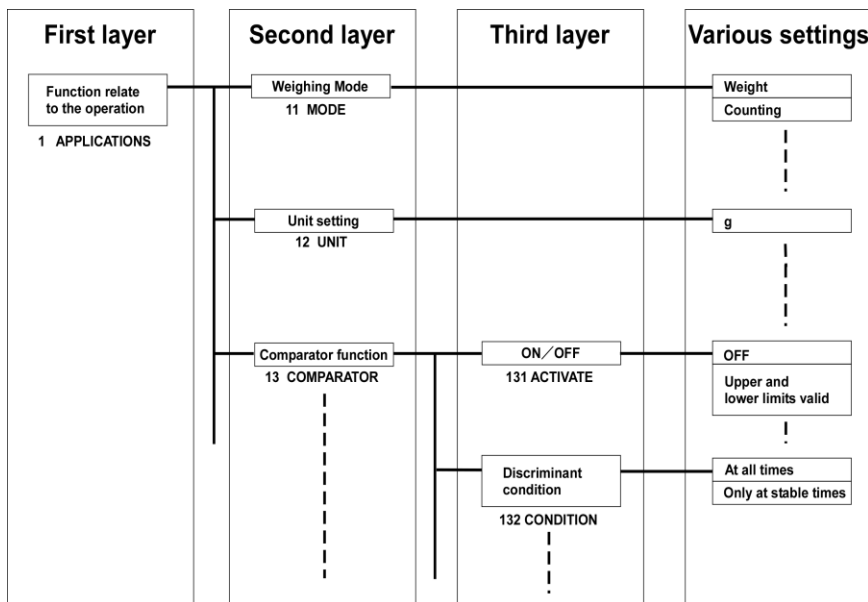 First layer
Second layer
Third layer
Various settings
Function relate
to the operation
1 APPLICATIONS
Weighing Mode
11 MODE
Weight
Counting
Unit setting
12 UNIT
g
Comparator function
13 COMPARATOR
ON／OFF
131 ACTIVATE
OFF
Upper and
lower limits valid
Discriminant
condition
132 CONDITION
At all times
Only at stable times